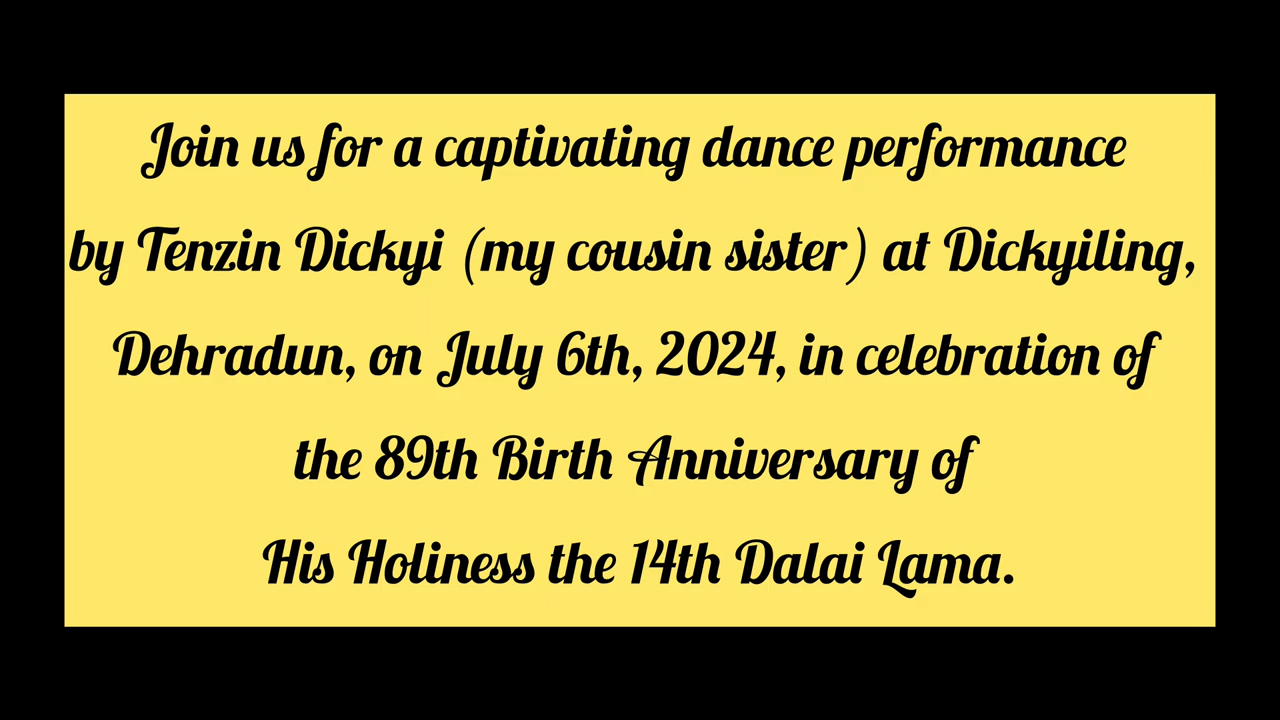 Join us for a captivating dance performance
by Tenzin Dickyi (my cousin sister) at Dickyiling,
Dehradun, on July 6th, 2024, in celebration of
the 89th Birth Anniversary of
His Holiness the 14th Dalai Lama.